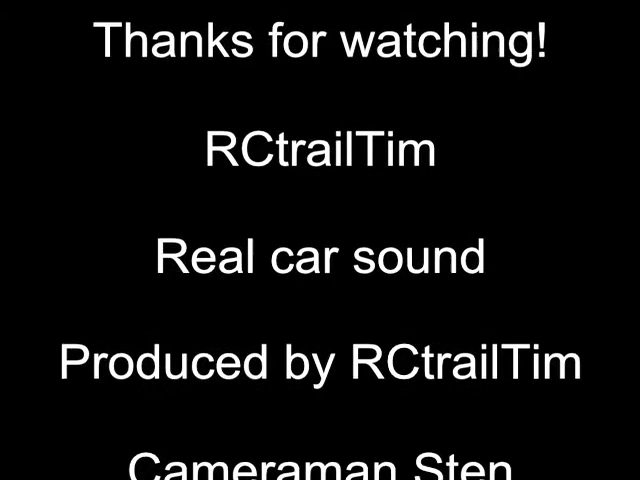 Thanks for watching!
RCtrailTim
Real car sound
Produced by RCtrailTim
Cameraman Sten